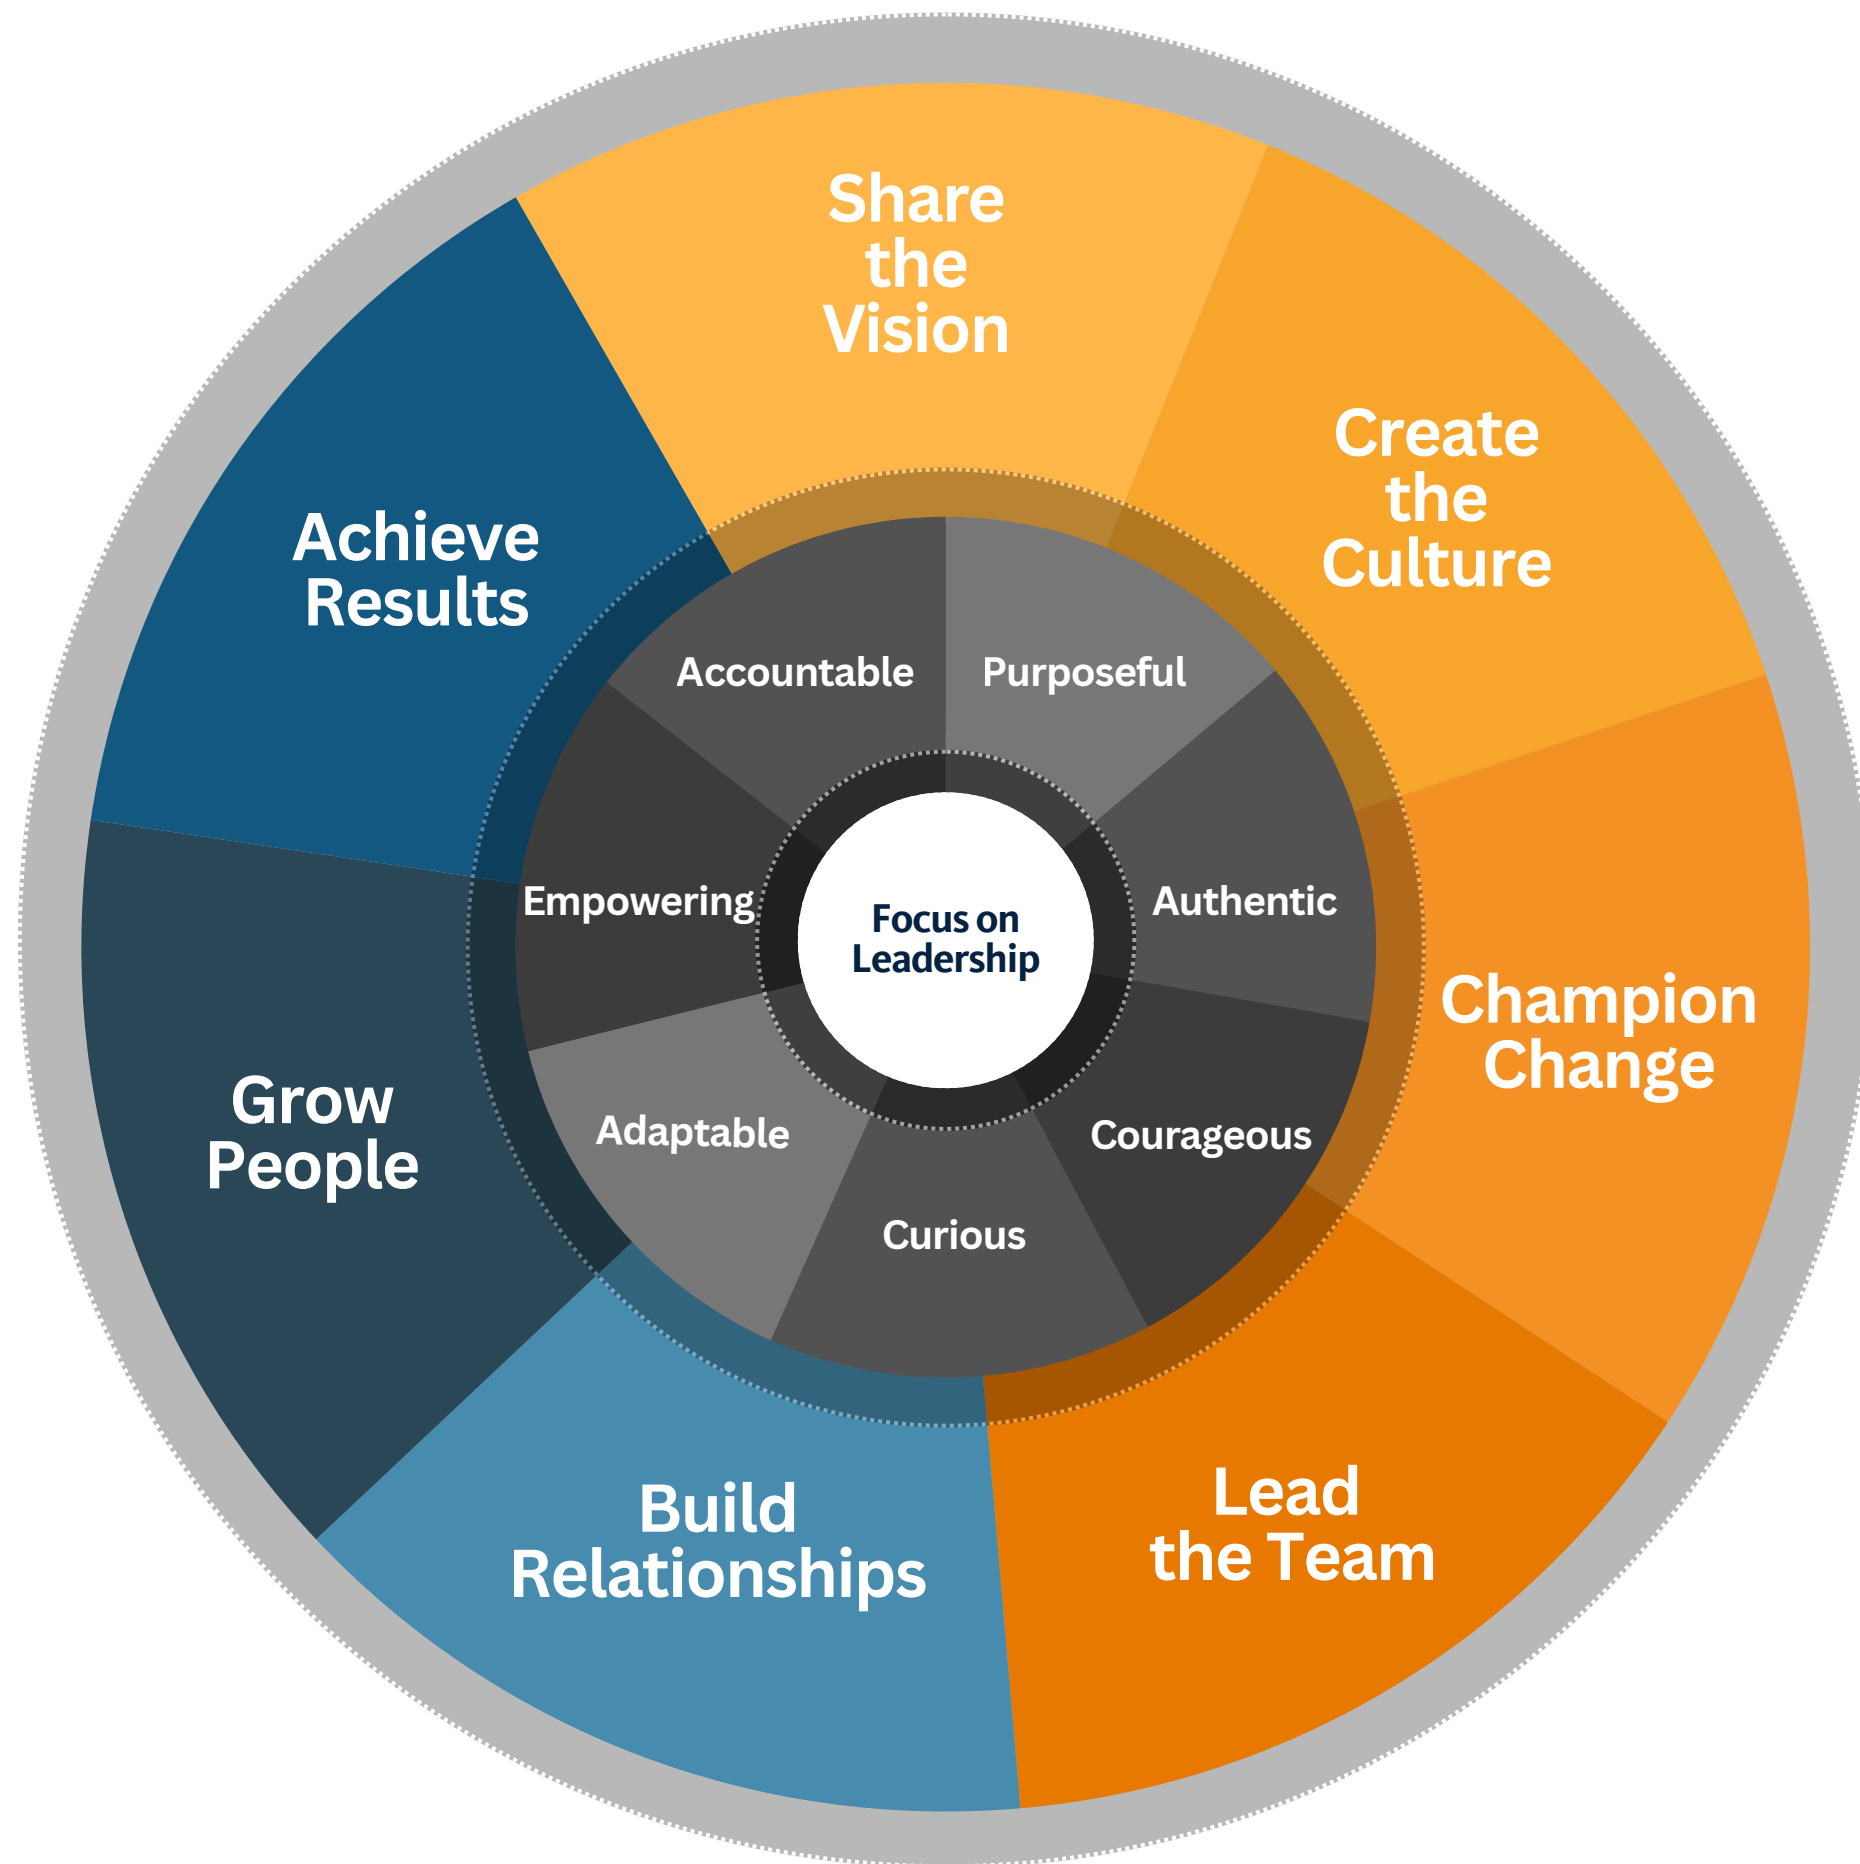 Share
the
Vision
Create
the
Culture
Champion
Change
Lead
the Team
Build
Relationships
Grow
People
Achieve
Results
Purposeful
Authentic
Courageous
Curious
Adaptable
Empowering
Accountable
Focus on
Leadership